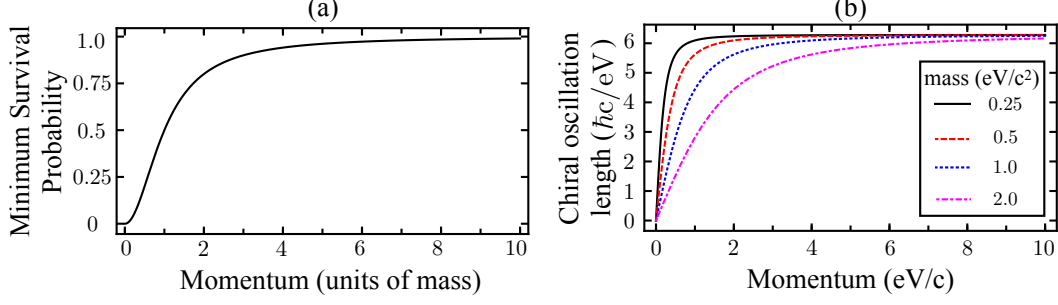 (a)
Minimum Survival
Probability
1.0
0.75
0.5
0.25
0
0 2 4 6 8 10
Momentum (units of mass)
(b)
Chiral oscillation
length (ħc/eV)
6
5
4
3
2
1
0
0 2 4 6 8 10
Momentum (eV/c)
mass (eV/c²)
0.25
0.5
1.0
2.0